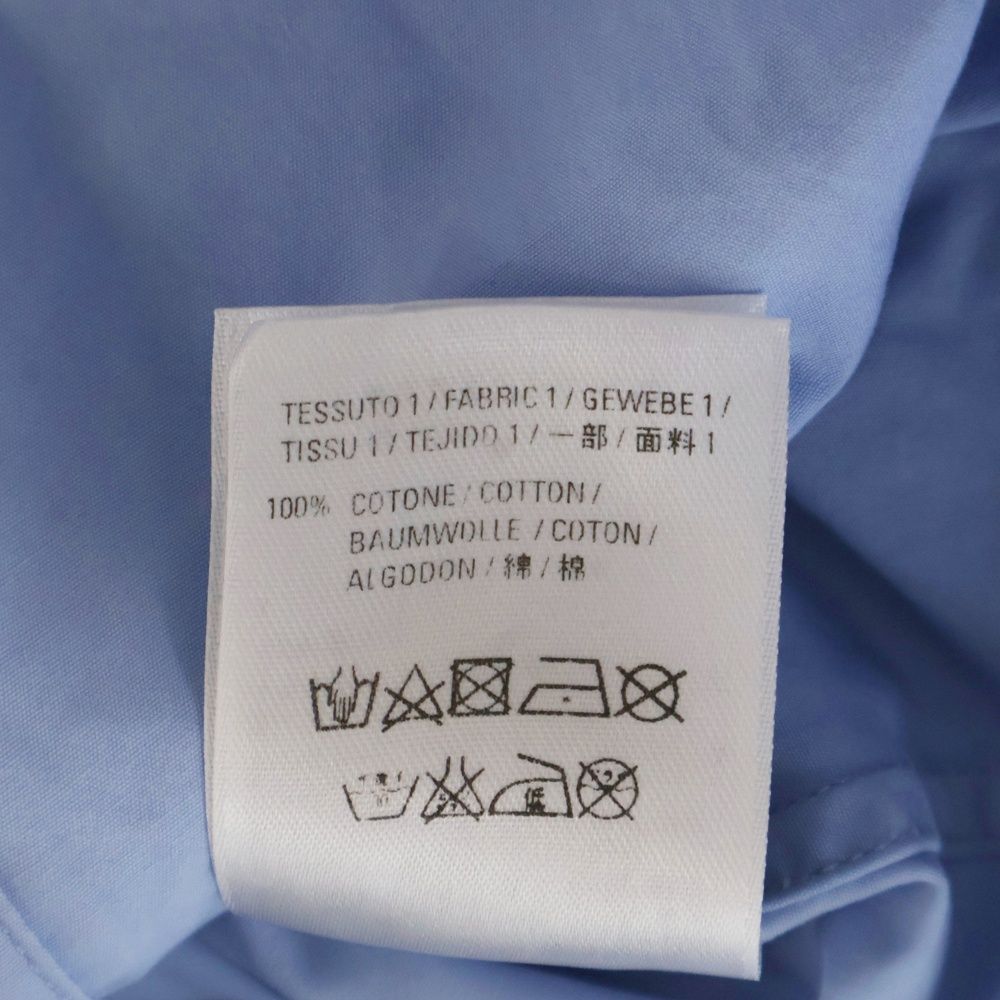 TESSUTO 1 / FABRIC 1 / GEWEBE 1 /
TISSU 1 / TEJIDO 1 / 一部 / 面料 1
100% COTONE / COTTON /
BAUMWOLLE / COTON /
ALGODON / 綿 / 棉
低